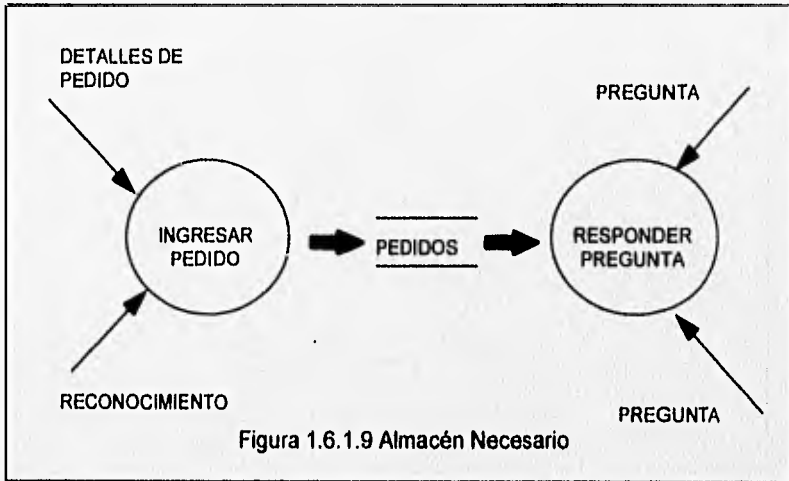 DETALLES DE
PEDIDO
PREGUNTA
INGRESAR
PEDIDO
PEDIDOS
RESPONDER
PREGUNTA
RECONOCIMIENTO
PREGUNTA
Figura 1.6.1.9 Almacén Necesario